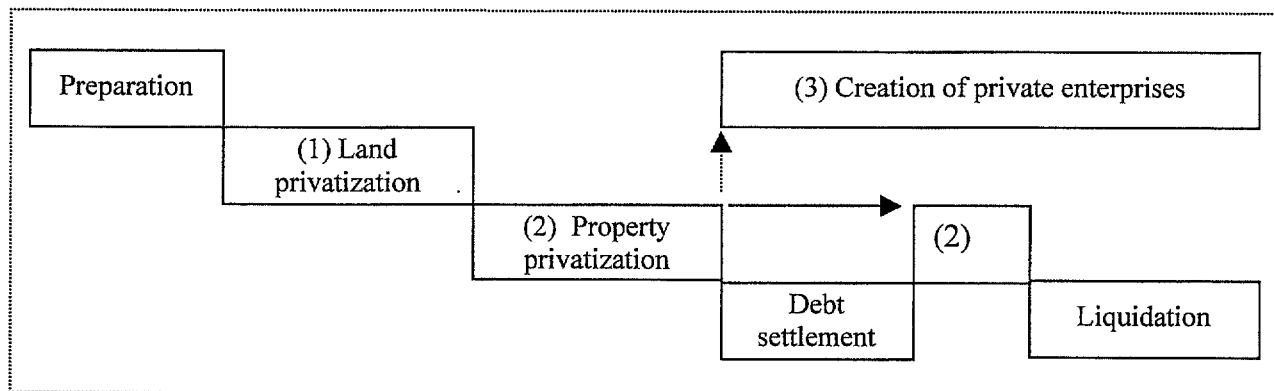 Preparation
(3) Creation of private enterprises
(1) Land
privatization
(2) Property
privatization
(2)
Debt
settlement
Liquidation